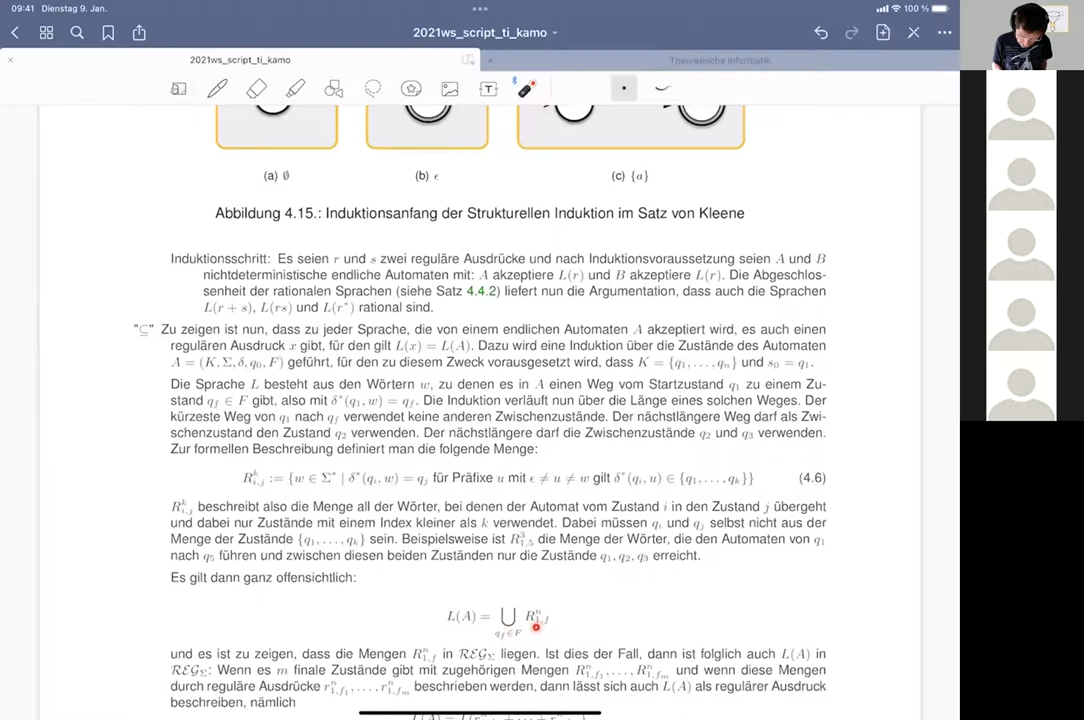 09:41 Dienstag 9. Jan.
100 %
2021ws_script_ti_kamo
2021ws_script_ti_kamo
Theoretische Informatik
T
(a) ∅
(b) ϵ
(c) {a}
Abbildung 4.15.: Induktionsanfang der Strukturellen Induktion im Satz von Kleene
Induktionsschritt: Es seien r und s zwei reguläre Ausdrücke und nach Induktionsvoraussetzung seien A und B
nichtdeterministische endliche Automaten mit: A akzeptiere L(r) und B akzeptiere L(r). Die Abgeschlos-
senheit der rationalen Sprachen (siehe Satz 4.4.2) liefert nun die Argumentation, dass auch die Sprachen
L(r + s), L(rs) und L(r*) rational sind.
"⊆" Zu zeigen ist nun, dass zu jeder Sprache, die von einem endlichen Automaten A akzeptiert wird, es auch einen
regulären Ausdruck x gibt, für den gilt L(x) = L(A). Dazu wird eine Induktion über die Zustände des Automaten
A = (K, Σ, δ, q₀, F) geführt, für den zu diesem Zweck vorausgesetzt wird, dass K = {q₁, . . . , qₙ} und s₀ = q₁.
Die Sprache L besteht aus den Wörtern w, zu denen es in A einen Weg vom Startzustand q₁ zu einem Zu-
stand q_f ∈ F gibt, also mit δ*(q₁, w) = q_f. Die Induktion verläuft nun über die Länge eines solchen Weges. Der
kürzeste Weg von q₁ nach q_f verwendet keine anderen Zwischenzustände. Der nächstlängere Weg darf als Zwi-
schenzustand den Zustand q₂ verwenden. Der nächstlängere darf die Zwischenzustände q₂ und q₃ verwenden.
Zur formellen Beschreibung definiert man die folgende Menge:
R^k_{i,j} := {w ∈ Σ* | δ*(q_i, w) = q_j für Präfixe u mit ϵ ≠ u ≠ w gilt δ*(q_i, u) ∈ {q₁, . . . , q_k}} (4.6)
R^k_{i,j} beschreibt also die Menge all der Wörter, bei denen der Automat vom Zustand i in den Zustand j übergeht
und dabei nur Zustände mit einem Index kleiner als k verwendet. Dabei müssen q_i und q_j selbst nicht aus der
Menge der Zustände {q₁, . . . , q_k} sein. Beispielsweise ist R^3_{1,5} die Menge der Wörter, die den Automaten von q₁
nach q₅ führen und zwischen diesen beiden Zuständen nur die Zustände q₁, q₂, q₃ erreicht.
Es gilt dann ganz offensichtlich:
L(A) = ⋃_{q_f∈F} R^n_{1,f}
und es ist zu zeigen, dass die Mengen R^n_{1,f} in REG_Σ liegen. Ist dies der Fall, dann ist folglich auch L(A) in
REG_Σ: Wenn es m finale Zustände gibt mit zugehörigen Mengen R^n_{1,f₁}, . . . , R^n_{1,f_m} und wenn diese Mengen
durch reguläre Ausdrücke r^n_{1,f₁}, . . . , r^n_{1,f_m} beschrieben werden, dann lässt sich auch L(A) als regulärer Ausdruck
beschreiben, nämlich